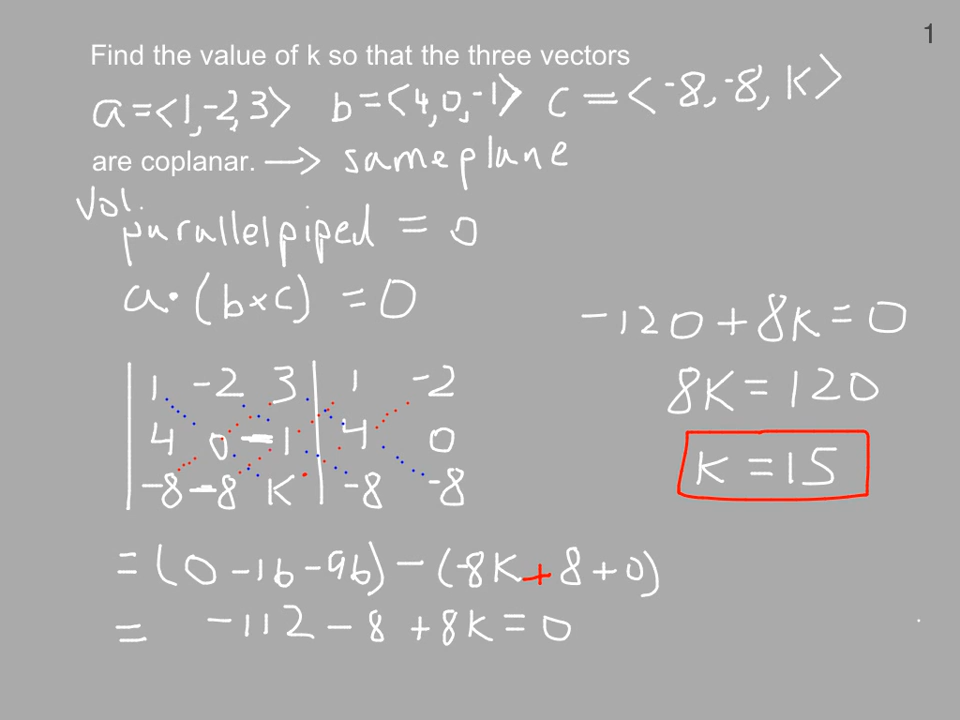 1
Find the value of k so that the three vectors
a=<1,-2,3> b=<4,0,-1> c=<-8,-8,K>
are coplanar. → same plane
Vol.
parallelpiped = 0
a·(b×c) = 0
| 1 -2 3 | 1 -2
| 4 0 -1 | 4 0
| -8 -8 K | -8 -8
= (0 -16 -96) - (-8K + 8 + 0)
= -112 - 8 + 8K = 0
-120 + 8K = 0
8K = 120
K = 15